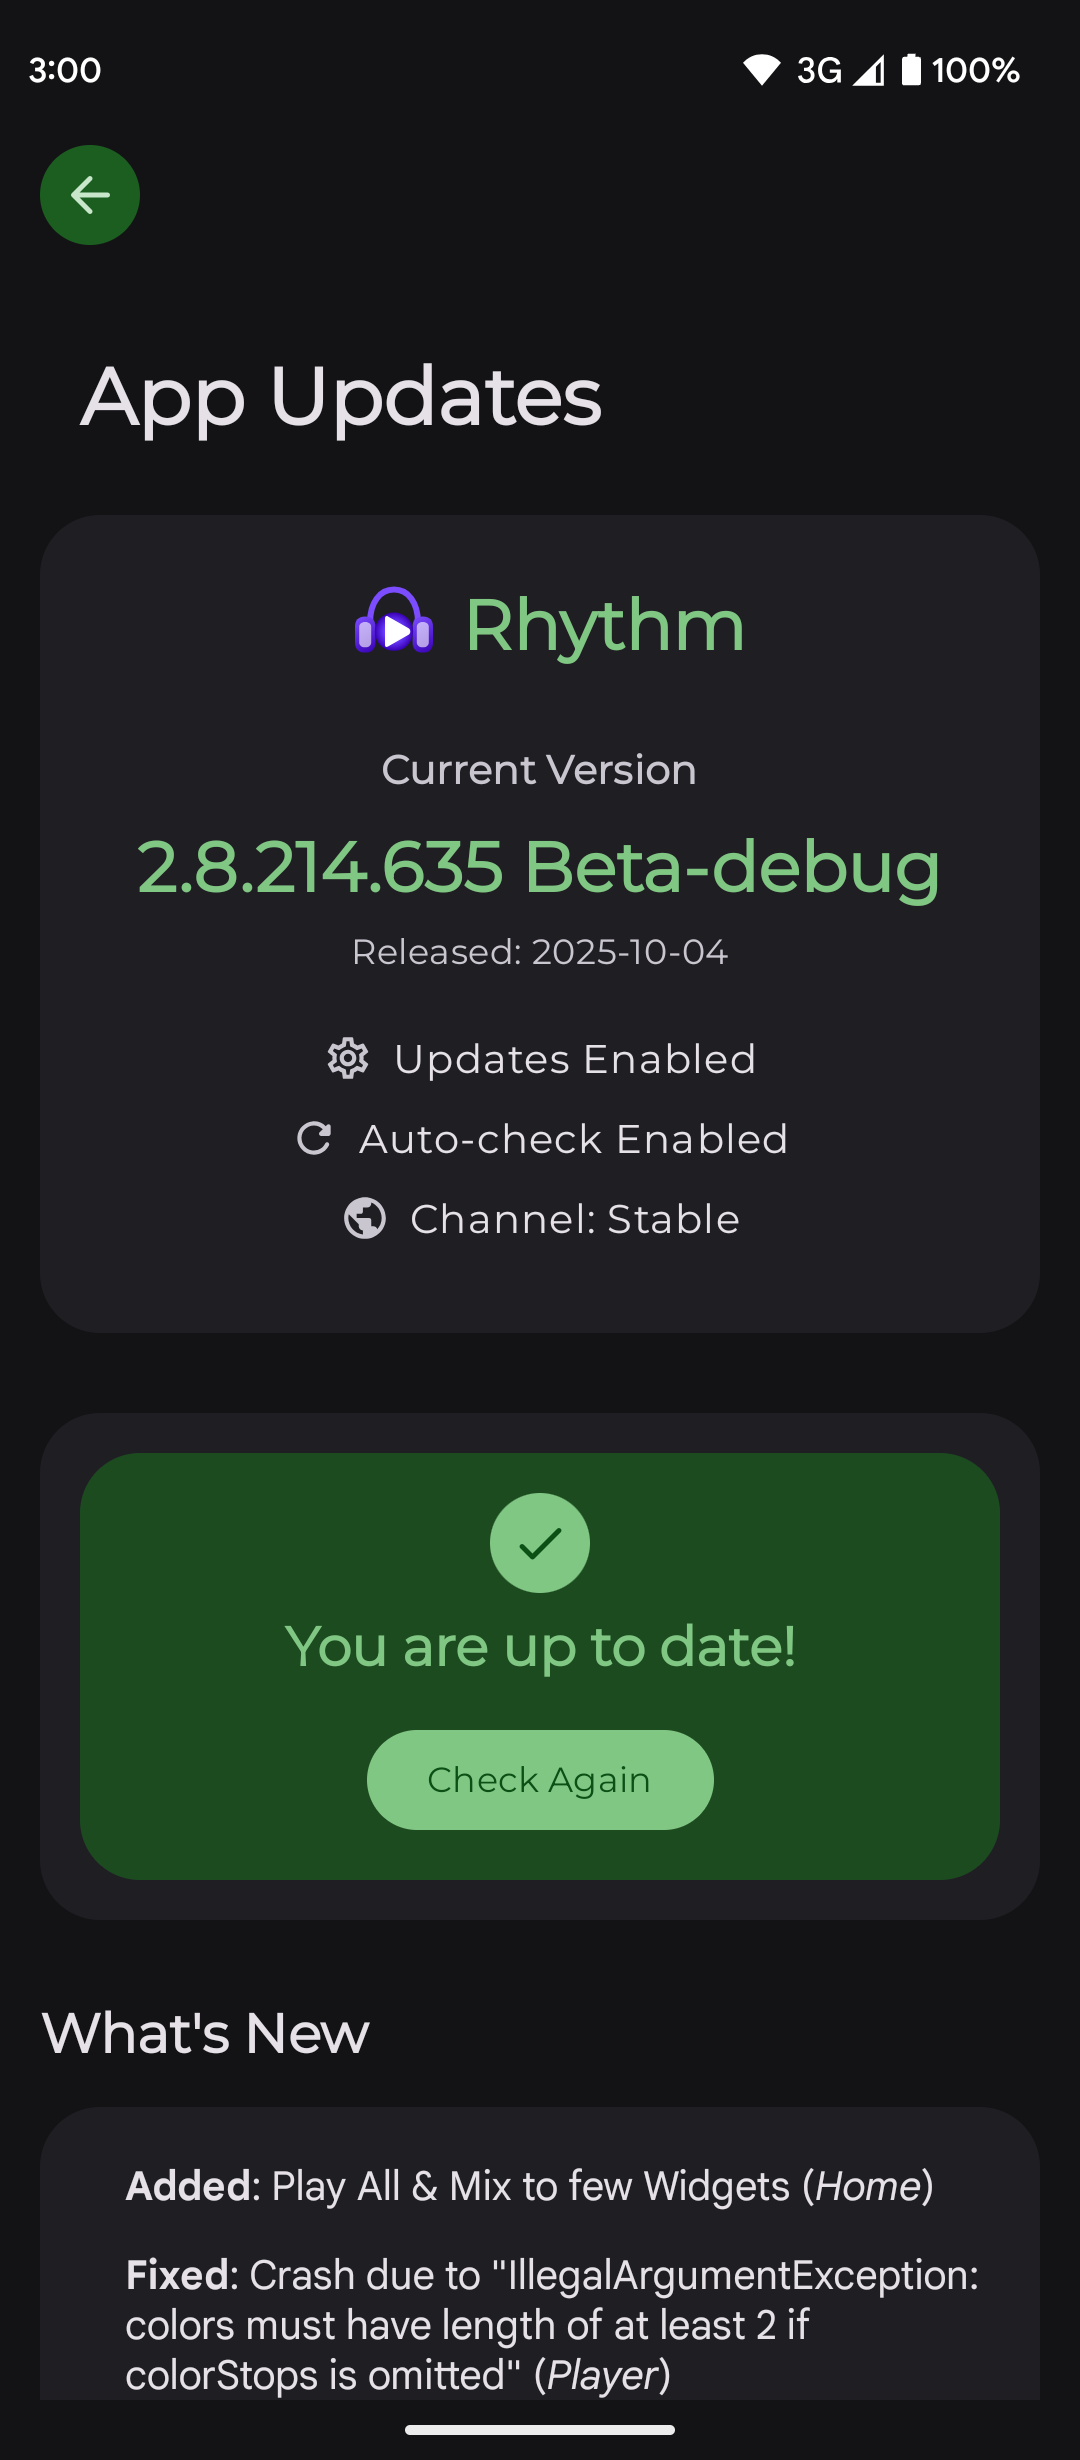 3:00
3G 100%
App Updates
Rhythm
Current Version
2.8.214.635 Beta-debug
Released: 2025-10-04
Updates Enabled
Auto-check Enabled
Channel: Stable
You are up to date!
Check Again
What's New
Added: Play All & Mix to few Widgets (Home)
Fixed: Crash due to "IllegalArgumentException:
colors must have length of at least 2 if
colorStops is omitted" (Player)